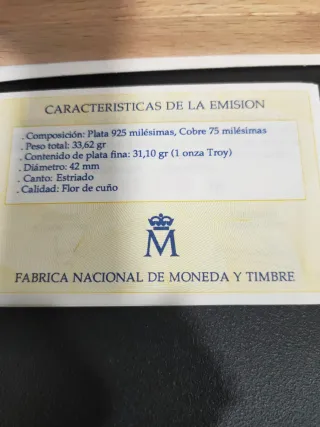 CARACTERISTICAS DE LA EMISION
. Composición: Plata 925 milésimas, Cobre 75 milésimas
. Peso total: 33,62 gr
. Contenido de plata fina: 31,10 gr (1 onza Troy)
. Diámetro: 42 mm
. Canto: Estriado
. Calidad: Flor de cuño
M
FABRICA NACIONAL DE MONEDA Y TIMBRE